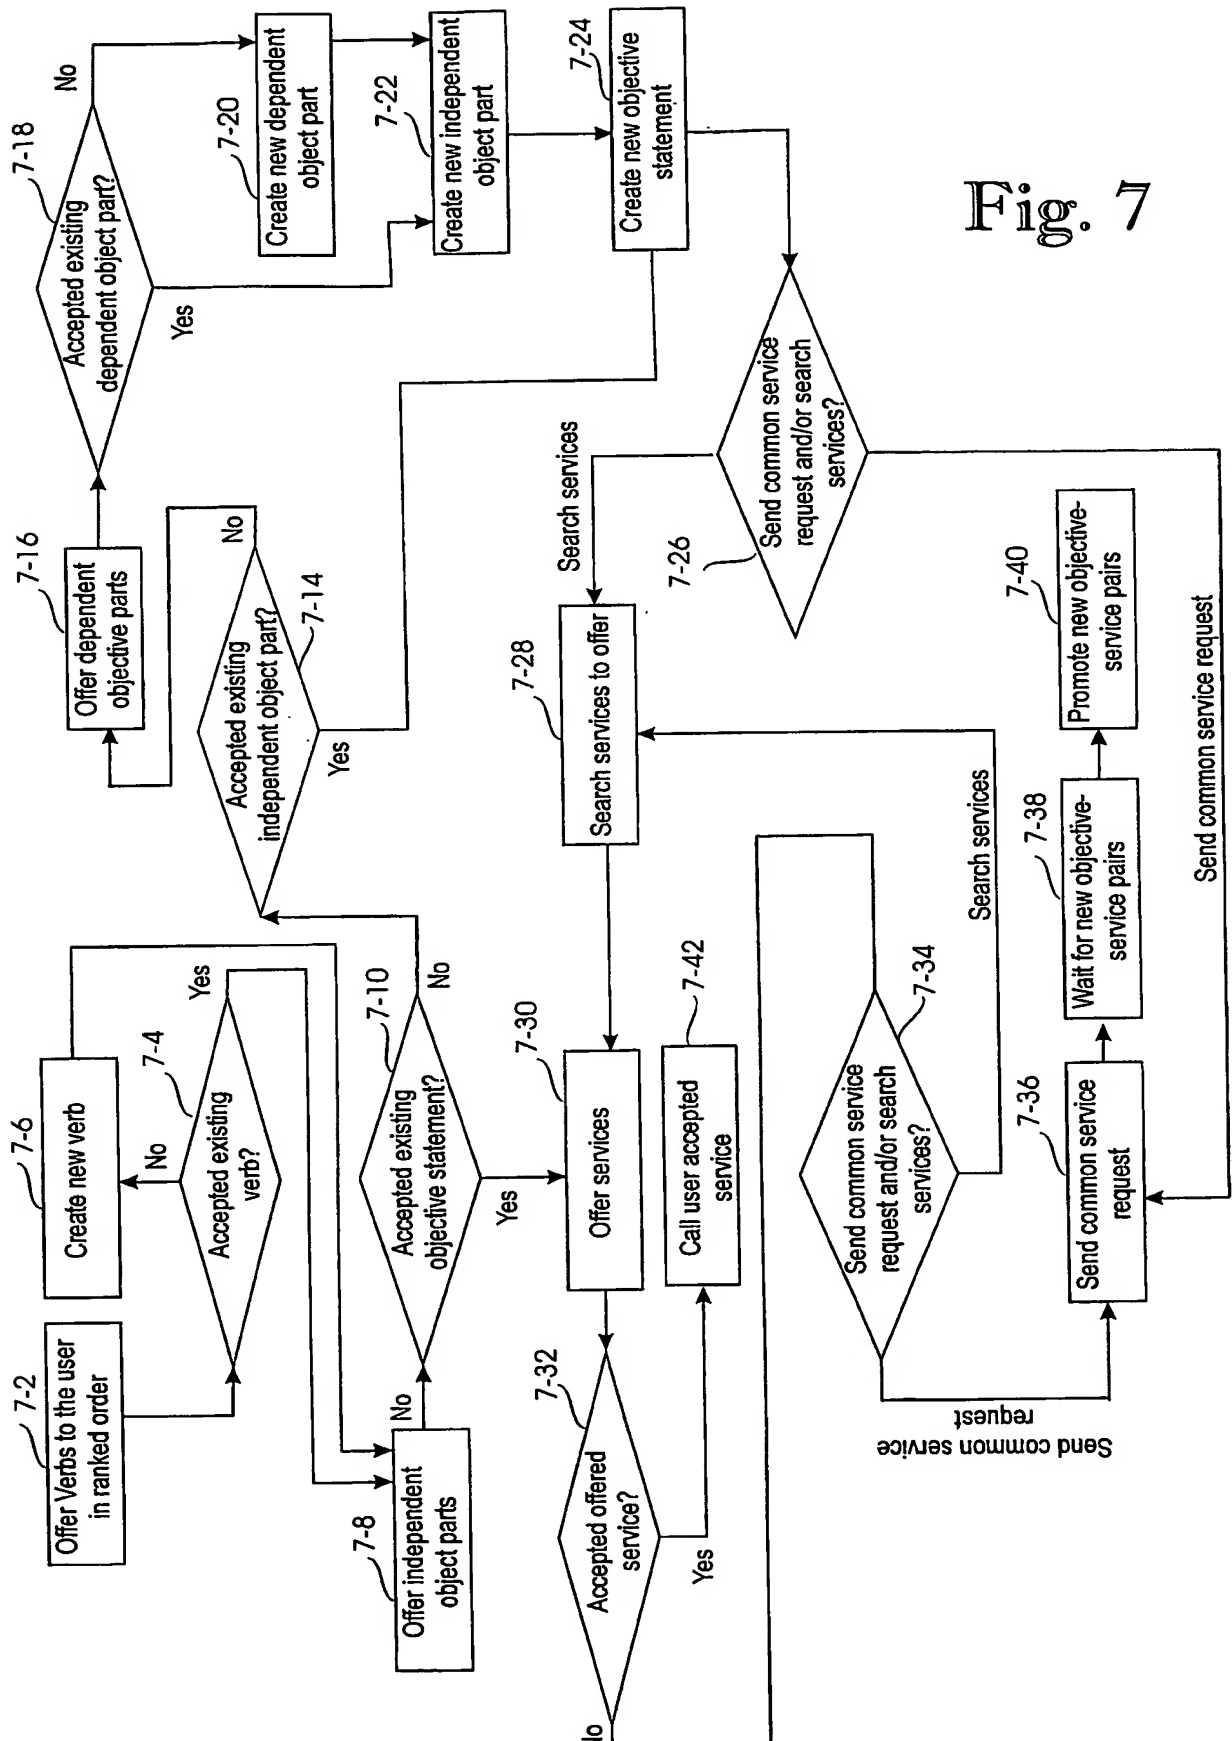 7-2
Offer Verbs to the user
in ranked order
7-6
Create new verb
No
7-4
Accepted existing
verb?
Yes
7-8
Offer independent
object parts
No
7-10
Accepted existing
objective statement?
No
Yes
7-14
Accepted existing
independent object part?
No
Yes
7-16
Offer dependent
objective parts
7-18
Accepted existing
dependent object part?
No
Yes
7-20
Create new dependent
object part
7-22
Create new independent
object part
7-24
Create new objective
statement
7-26
Send common service
request and/or search
services?
Search services
Send common service request
7-28
Search services to offer
7-30
Offer services
7-32
Accepted offered
service?
No
Yes
7-42
Call user accepted
service
7-34
Send common service
request and/or search
services?
Search services
Send common service
request
7-36
Send common service
request
7-38
Wait for new objective-
service pairs
7-40
Promote new objective-
service pairs
Fig. 7